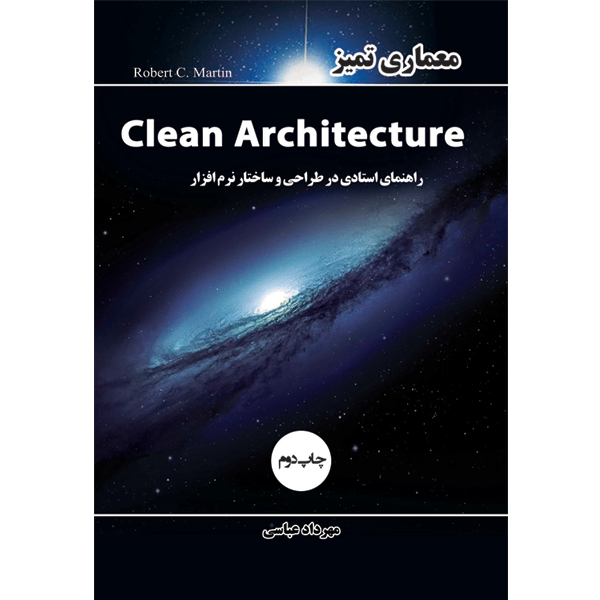 معماری تمیز
Robert C. Martin
Clean Architecture
راهنمای استادی در طراحی و ساختار نرم افزار
چاپ دوم
مهرداد عباسی